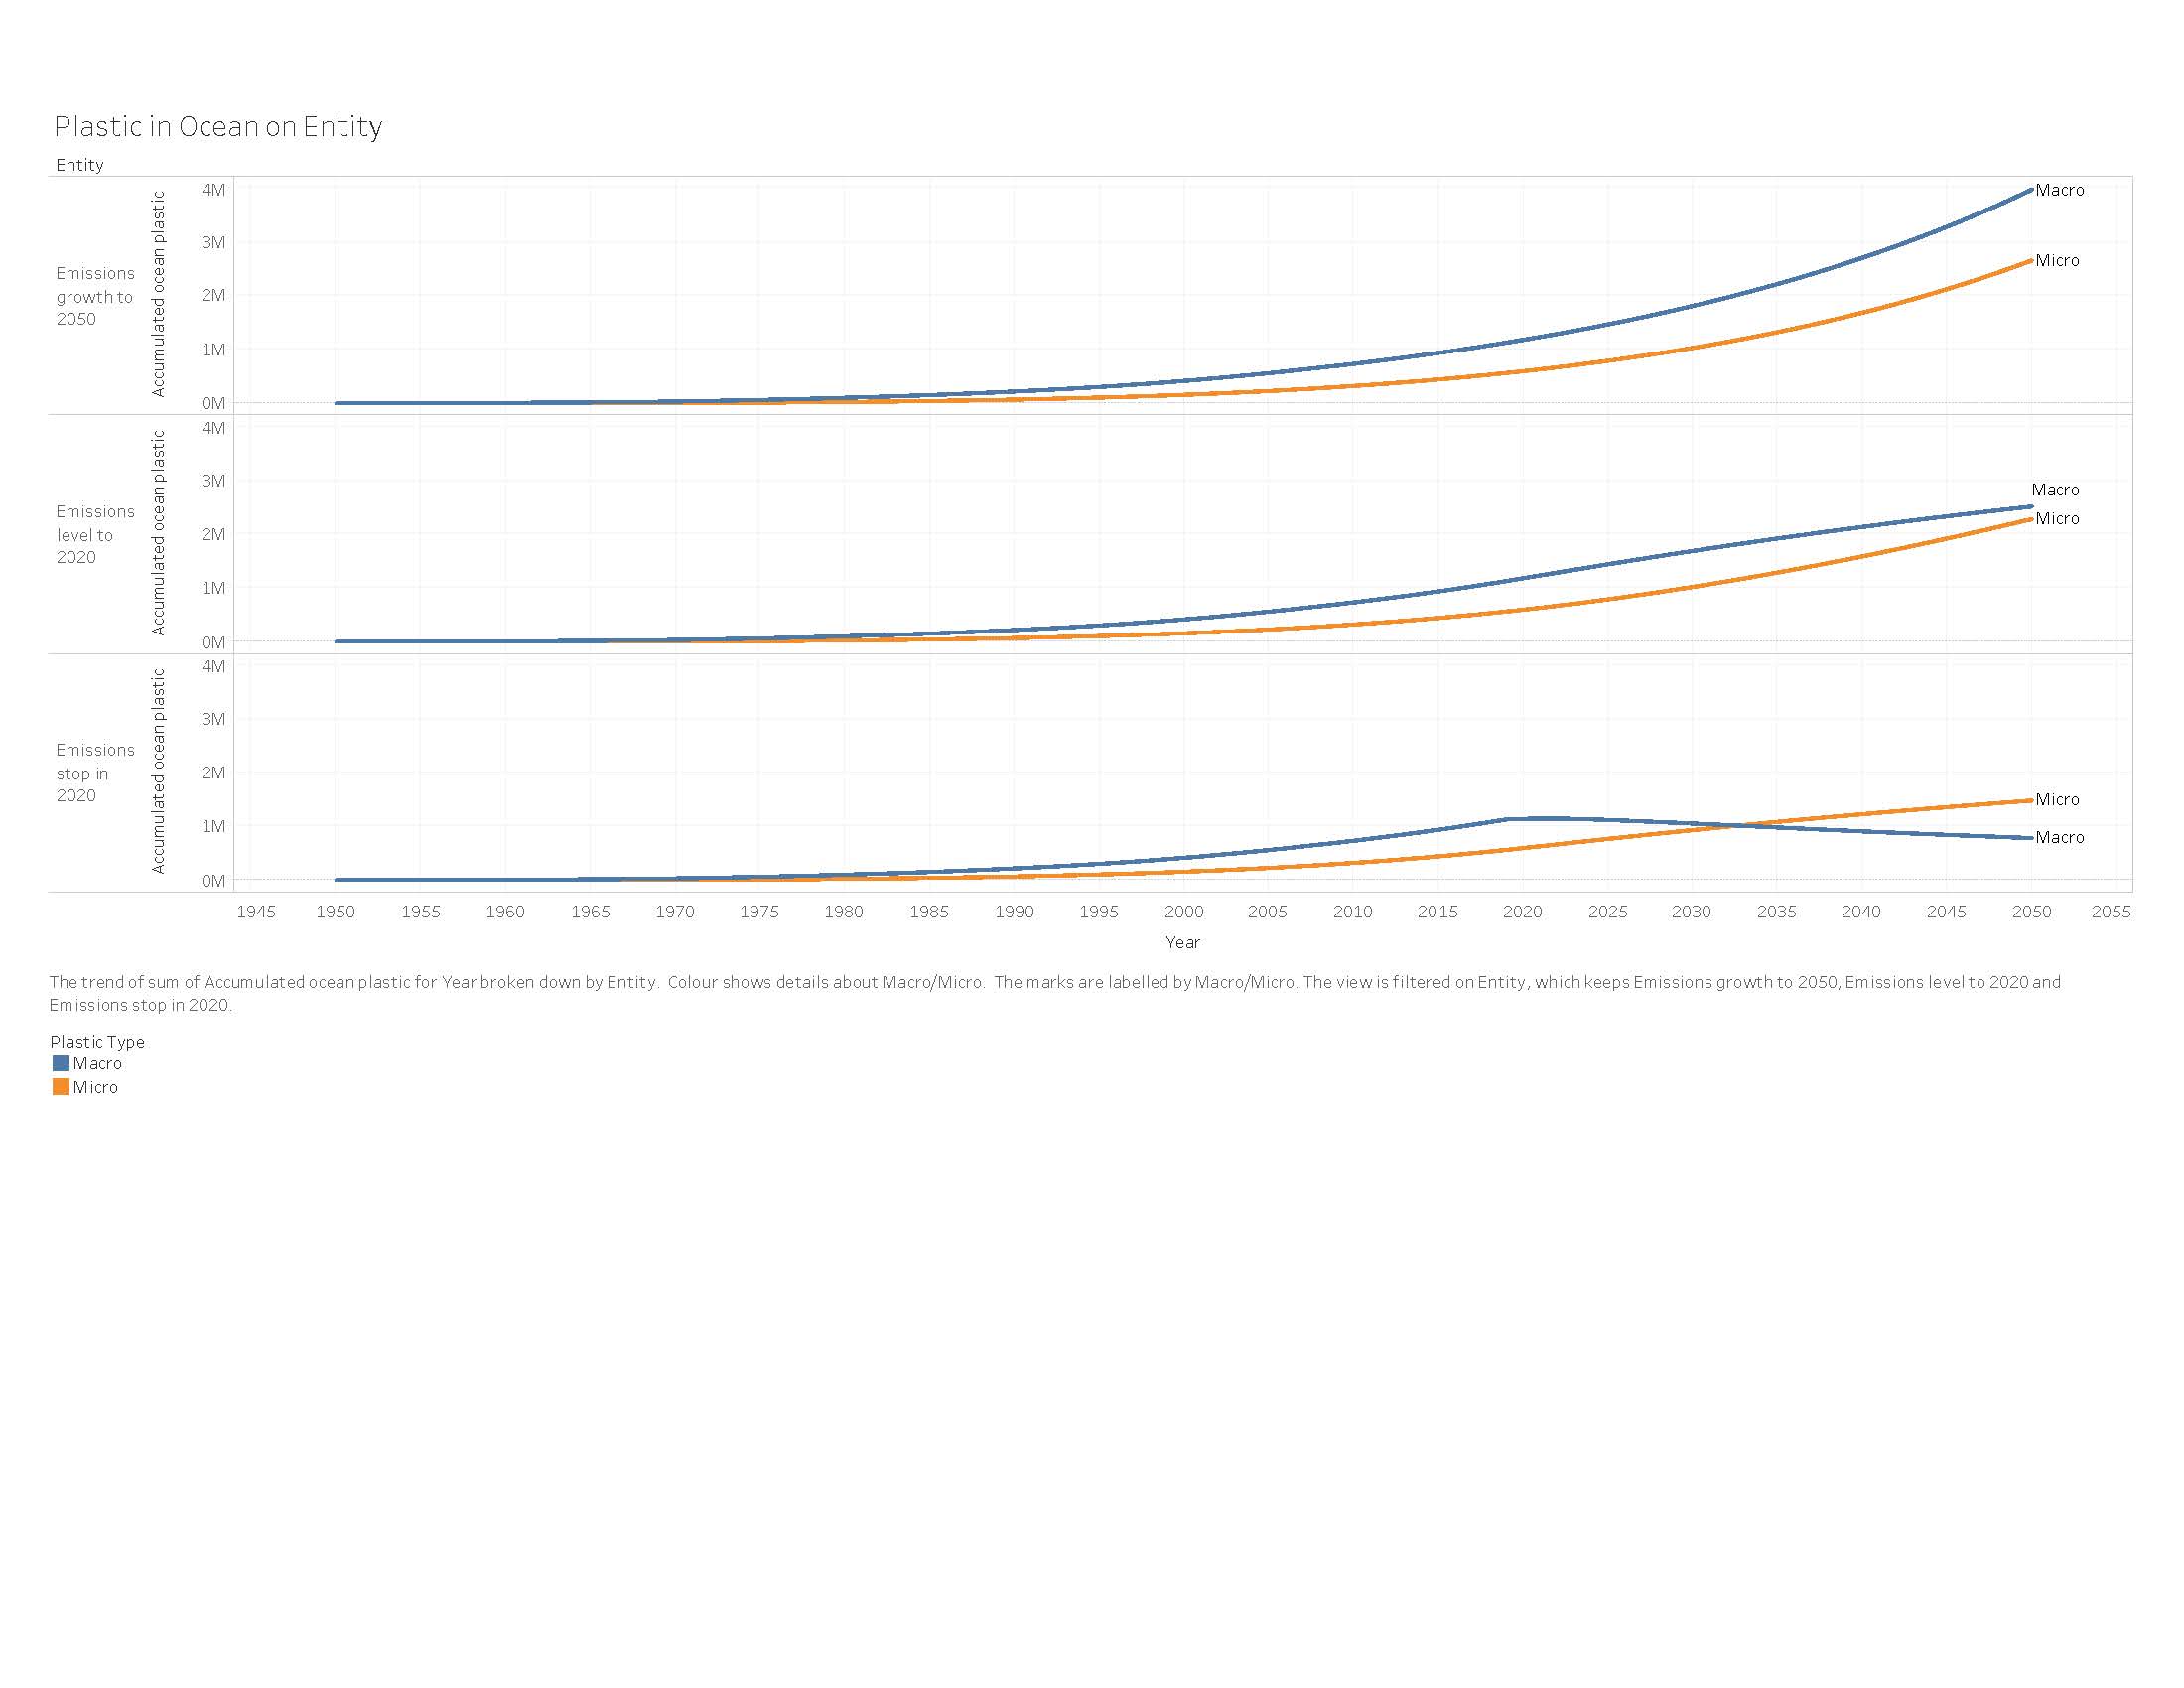 Plastic in Ocean on Entity
Entity
Emissions
growth to
2050
Accumulated ocean plastic
4M
3M
2M
1M
0M
Macro
Micro
Emissions
level to
2020
Accumulated ocean plastic
4M
3M
2M
1M
0M
Macro
Micro
Emissions
stop in
2020
Accumulated ocean plastic
4M
3M
2M
1M
0M
Micro
Macro
1945 1950 1955 1960 1965 1970 1975 1980 1985 1990 1995 2000 2005 2010 2015 2020 2025 2030 2035 2040 2045 2050 2055
Year
The trend of sum of Accumulated ocean plastic for Year broken down by Entity. Colour shows details about Macro/Micro. The marks are labelled by Macro/Micro. The view is filtered on Entity, which keeps Emissions growth to 2050, Emissions level to 2020 and
Emissions stop in 2020.
Plastic Type
Macro
Micro